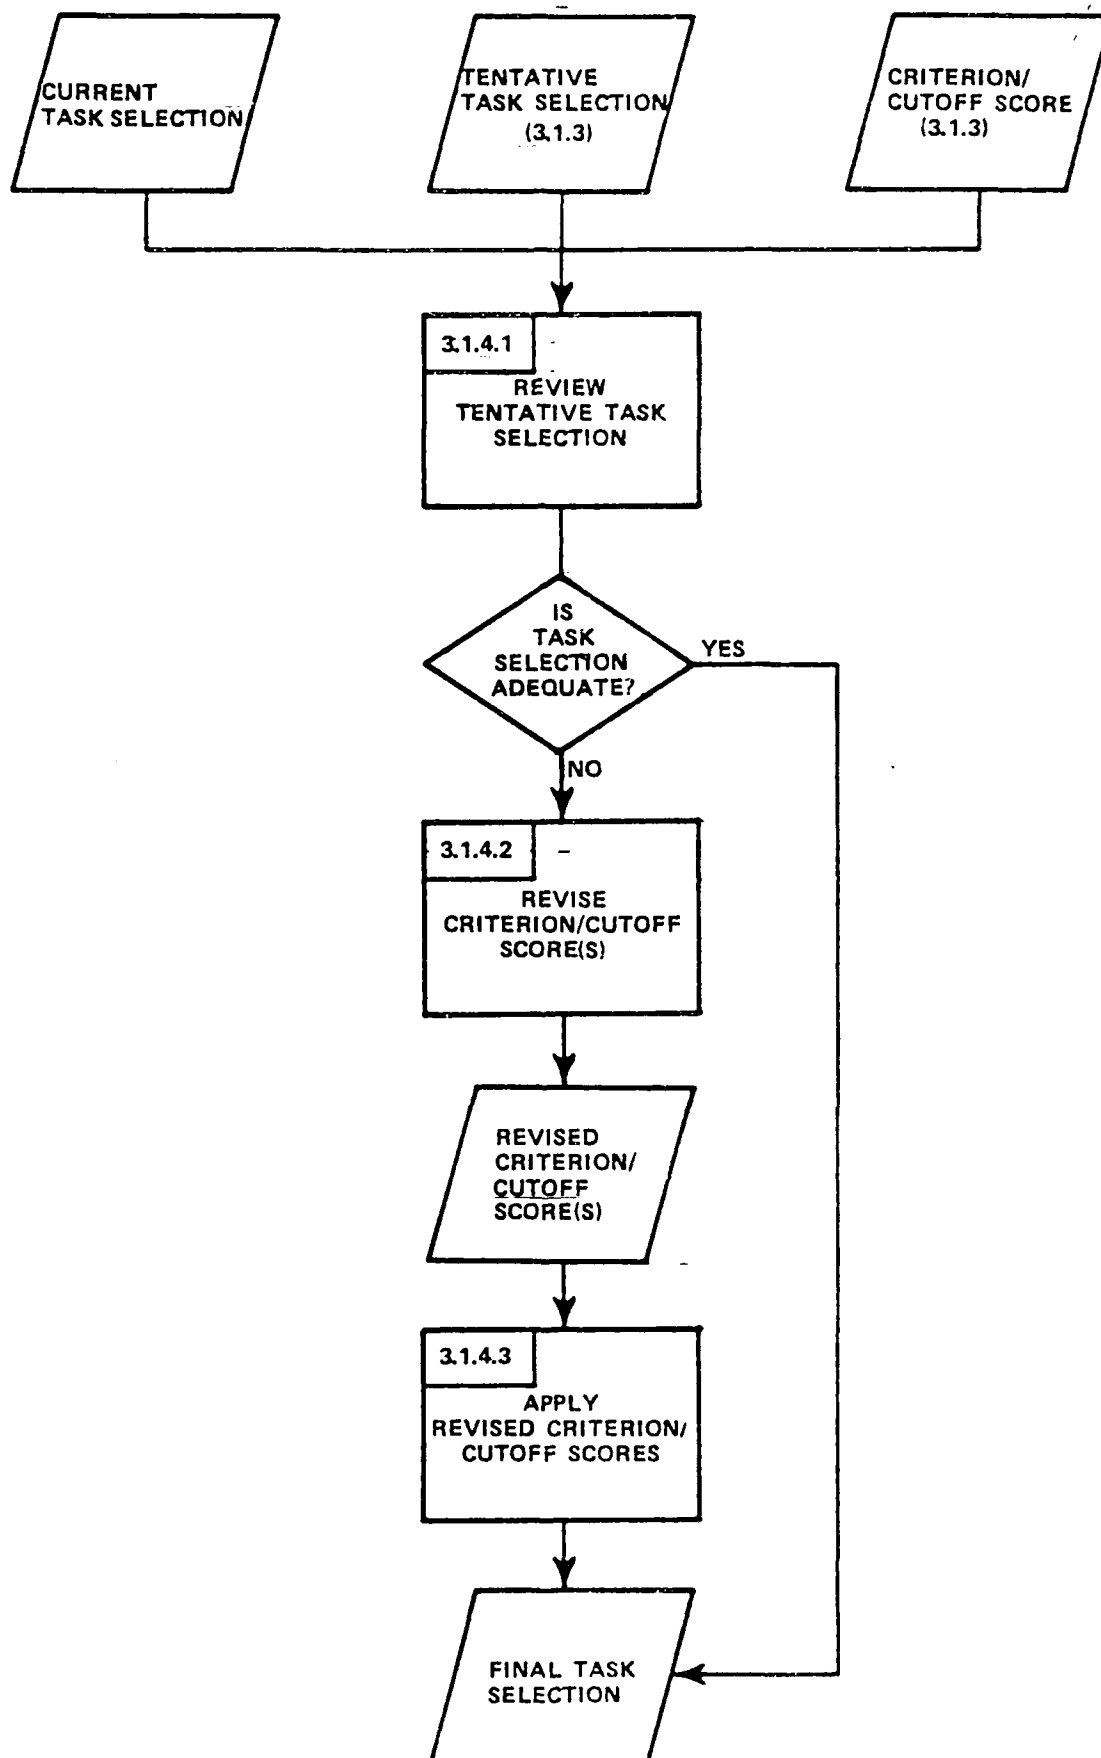 CURRENT
TASK SELECTION
TENTATIVE
TASK SELECTION
(3.1.3)
CRITERION/
CUTOFF SCORE
(3.1.3)
3.1.4.1
REVIEW
TENTATIVE TASK
SELECTION
IS
TASK
SELECTION
ADEQUATE?
YES
NO
3.1.4.2
REVISE
CRITERION/CUTOFF
SCORE(S)
REVISED
CRITERION/
CUTOFF
SCORE(S)
3.1.4.3
APPLY
REVISED CRITERION/
CUTOFF SCORES
FINAL TASK
SELECTION